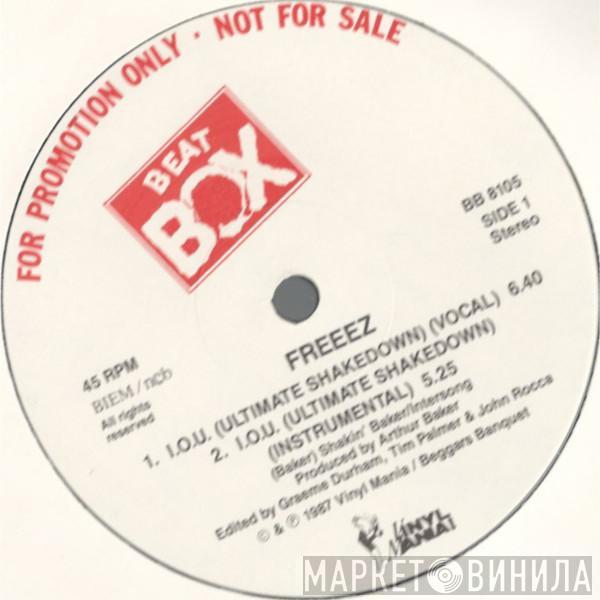 FOR PROMOTION ONLY · NOT FOR SALE
BEAT
BOX
BB 8105
SIDE 1
Stereo
45 RPM
BIEM / ncb
All rights
reserved
FREEEZ
1. I.O.U. (ULTIMATE SHAKEDOWN) (VOCAL) 6.40
2. I.O.U. (ULTIMATE SHAKEDOWN)
(INSTRUMENTAL) 5.25
(Baker) Shakin' Baker/Intersong
Produced by Arthur Baker
Edited by Graeme Durham, Tim Palmer & John Rocca
© & ℗ 1987 Vinyl Mania / Beggars Banquet
VINYL
MANIA!
МАРКЕТ ВИНИЛА